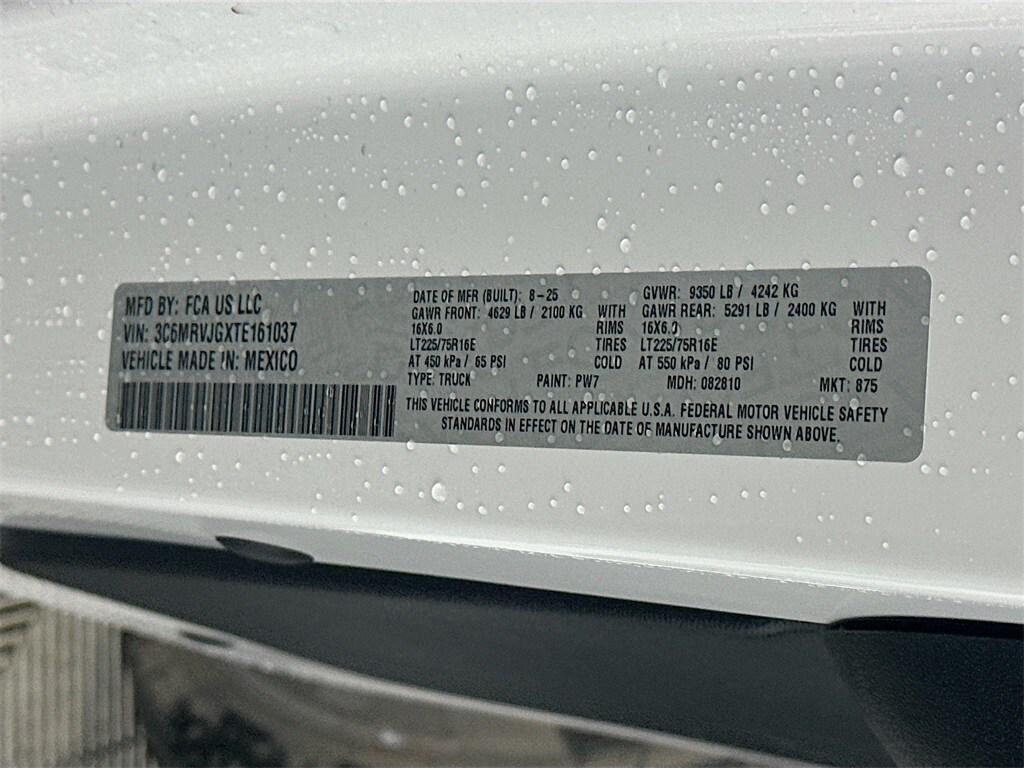 MFD BY: FCA US LLC
VIN: 3C6MRVJGXTE161037
VEHICLE MADE IN: MEXICO
DATE OF MFR (BUILT): 8-25 GVWR: 9350 LB / 4242 KG
GAWR FRONT: 4629 LB / 2100 KG WITH GAWR REAR: 5291 LB / 2400 KG WITH
16X6.0 RIMS 16X6.0 RIMS
LT225/75R16E TIRES LT225/75R16E TIRES
AT 450 kPa / 65 PSI COLD AT 550 kPa / 80 PSI COLD
TYPE: TRUCK PAINT: PW7 MDH: 082810 MKT: 875
THIS VEHICLE CONFORMS TO ALL APPLICABLE U.S.A. FEDERAL MOTOR VEHICLE SAFETY
STANDARDS IN EFFECT ON THE DATE OF MANUFACTURE SHOWN ABOVE.